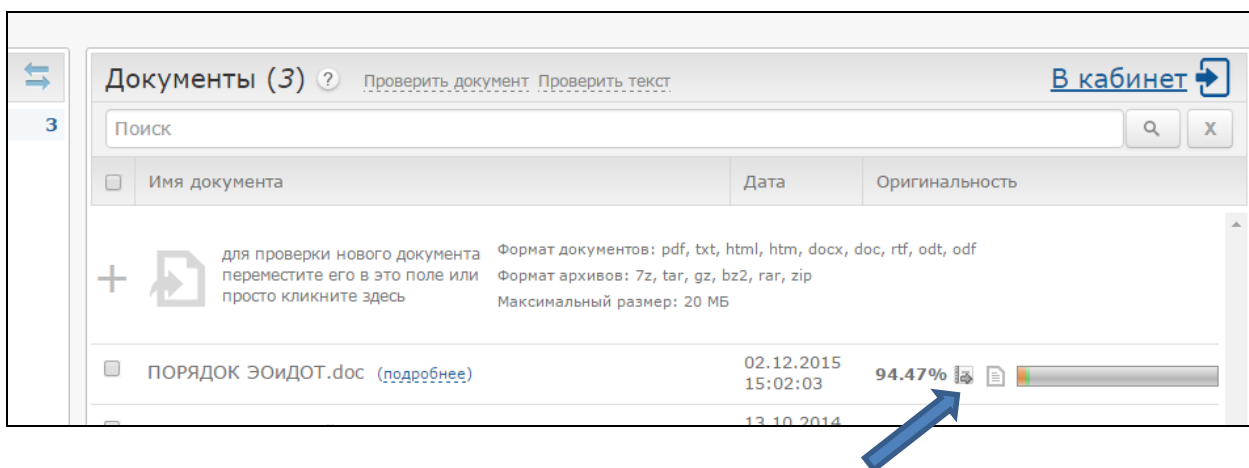 Документы (3) ? Проверить документ Проверить текст В кабинет
3
Поиск X
Имя документа Дата Оригинальность
для проверки нового документа
переместите его в это поле или
просто кликните здесь
Формат документов: pdf, txt, html, htm, docx, doc, rtf, odt, odf
Формат архивов: 7z, tar, gz, bz2, rar, zip
Максимальный размер: 20 МБ
ПОРЯДОК ЭОиДОТ.doc (подробнее) 02.12.2015
15:02:03 94.47%
13.10.2014